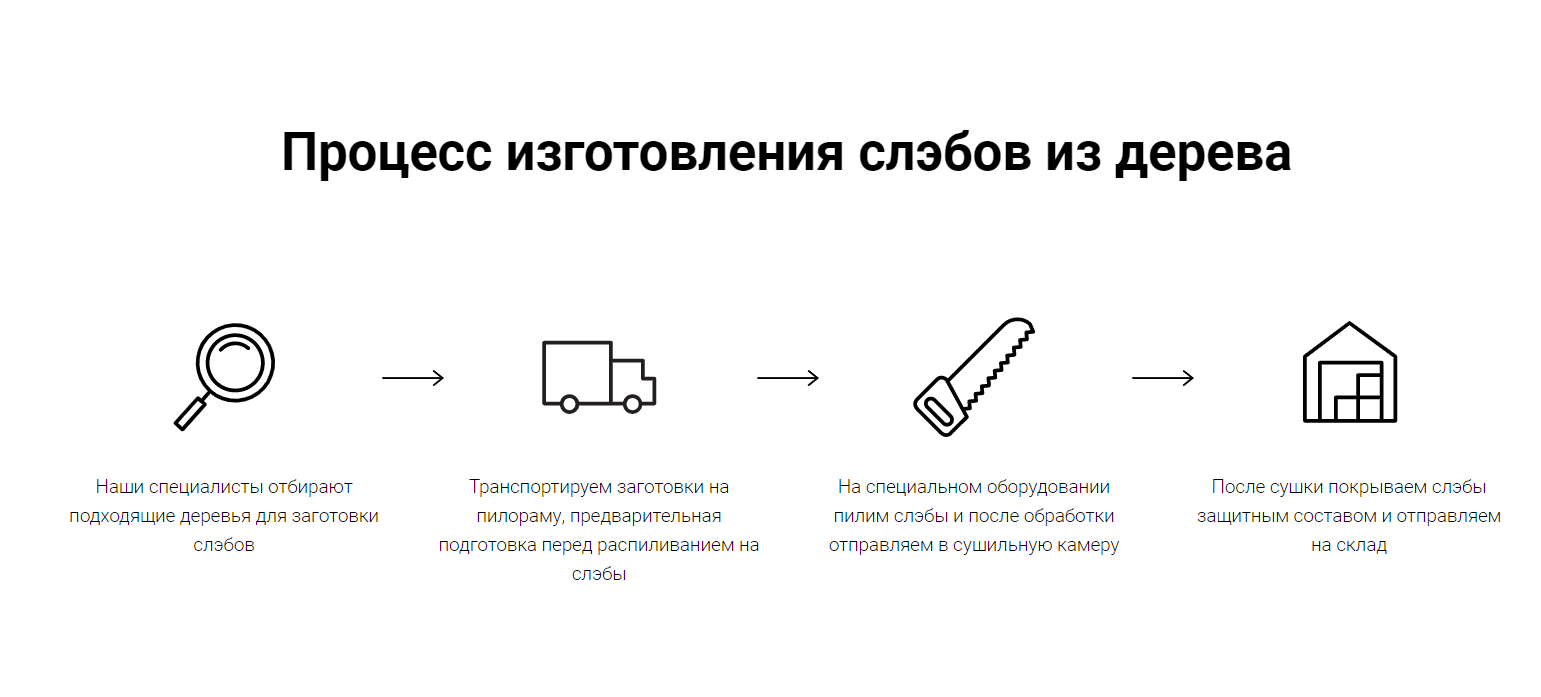 Процесс изготовления слэбов из дерева
Наши специалисты отбирают
подходящие деревья для заготовки
слэбов
Транспортируем заготовки на
пилораму, предварительная
подготовка перед распиливанием на
слэбы
На специальном оборудовании
пилим слэбы и после обработки
отправляем в сушильную камеру
После сушки покрываем слэбы
защитным составом и отправляем
на склад